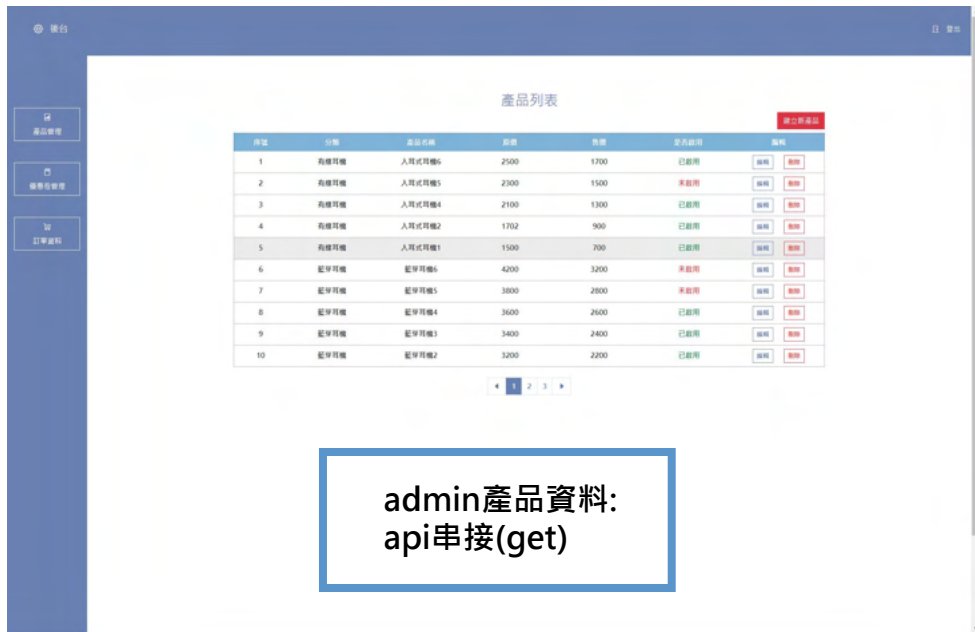 後台
登出
產品管理
優惠卷管理
訂單資料
產品列表
建立新產品
序號 分類 產品名稱 原價 售價 是否啟用 編輯
1 有線耳機 入耳式耳機6 2500 1700 已啟用 編輯 刪除
2 有線耳機 入耳式耳機5 2300 1500 未啟用 編輯 刪除
3 有線耳機 入耳式耳機4 2100 1300 已啟用 編輯 刪除
4 有線耳機 入耳式耳機2 1702 900 已啟用 編輯 刪除
5 有線耳機 入耳式耳機1 1500 700 已啟用 編輯 刪除
6 藍芽耳機 藍芽耳機6 4200 3200 未啟用 編輯 刪除
7 藍芽耳機 藍芽耳機5 3800 2800 未啟用 編輯 刪除
8 藍芽耳機 藍芽耳機4 3600 2600 已啟用 編輯 刪除
9 藍芽耳機 藍芽耳機3 3400 2400 已啟用 編輯 刪除
10 藍芽耳機 藍芽耳機2 3200 2200 已啟用 編輯 刪除
1 2 3
admin產品資料:
api串接(get)